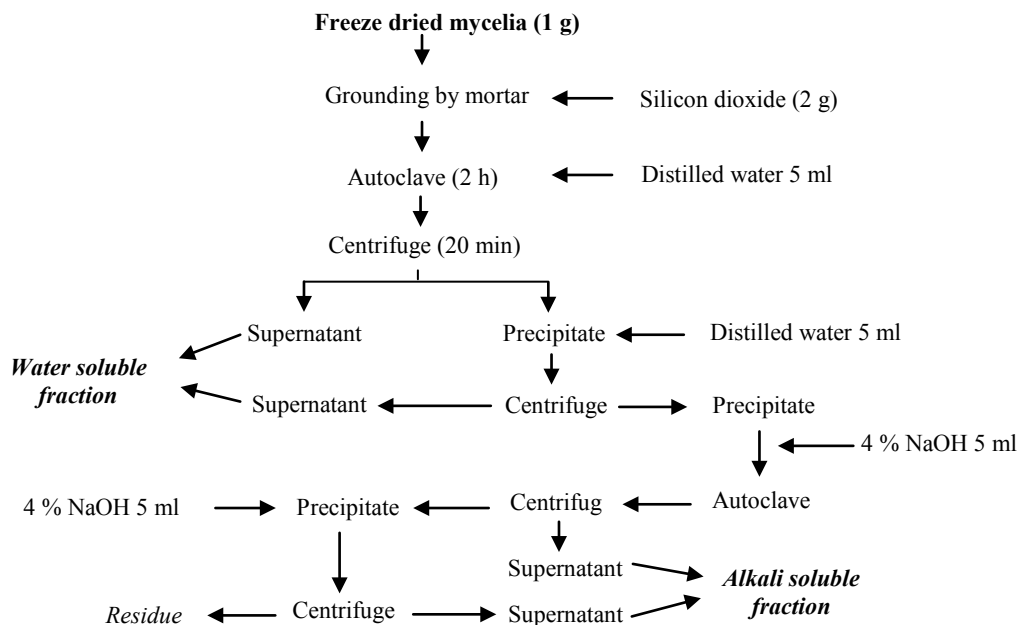 Freeze dried mycelia (1 g)
Grounding by mortar
Silicon dioxide (2 g)
Autoclave (2 h)
Distilled water 5 ml
Centrifuge (20 min)
Supernatant
Precipitate
Distilled water 5 ml
Water soluble
fraction
Supernatant
Centrifuge
Precipitate
4 % NaOH 5 ml
4 % NaOH 5 ml
Precipitate
Centrifug
Autoclave
Supernatant
Alkali soluble
fraction
Residue
Centrifuge
Supernatant